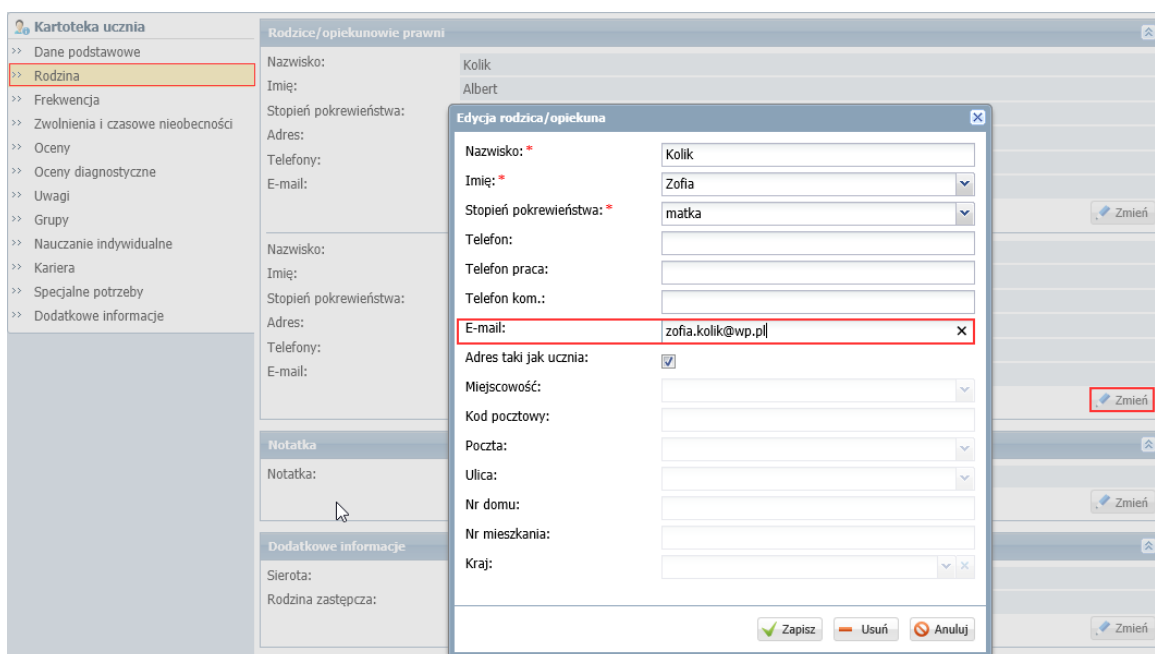 Kartoteka ucznia
>> Dane podstawowe
>> Rodzina
>> Frekwencja
>> Zwolnienia i czasowe nieobecności
>> Oceny
>> Oceny diagnostyczne
>> Uwagi
>> Grupy
>> Nauczanie indywidualne
>> Kariera
>> Specjalne potrzeby
>> Dodatkowe informacje
Rodzice/opiekunowie prawni
Nazwisko: Kolik
Imię: Albert
Stopień pokrewieństwa:
Adres:
Telefony:
E-mail:
Zmień
Nazwisko:
Imię:
Stopień pokrewieństwa:
Adres:
Telefony:
E-mail:
Zmień
Notatka
Notatka:
Zmień
Dodatkowe informacje
Sierota:
Rodzina zastępcza:
Zmień
Edycja rodzica/opiekuna
Nazwisko: * Kolik
Imię: * Zofia
Stopień pokrewieństwa: * matka
Telefon:
Telefon praca:
Telefon kom.:
E-mail: zofia.kolik@wp.pl
Adres taki jak ucznia:
Miejscowość:
Kod pocztowy:
Poczta:
Ulica:
Nr domu:
Nr mieszkania:
Kraj:
Zapisz Usuń Anuluj